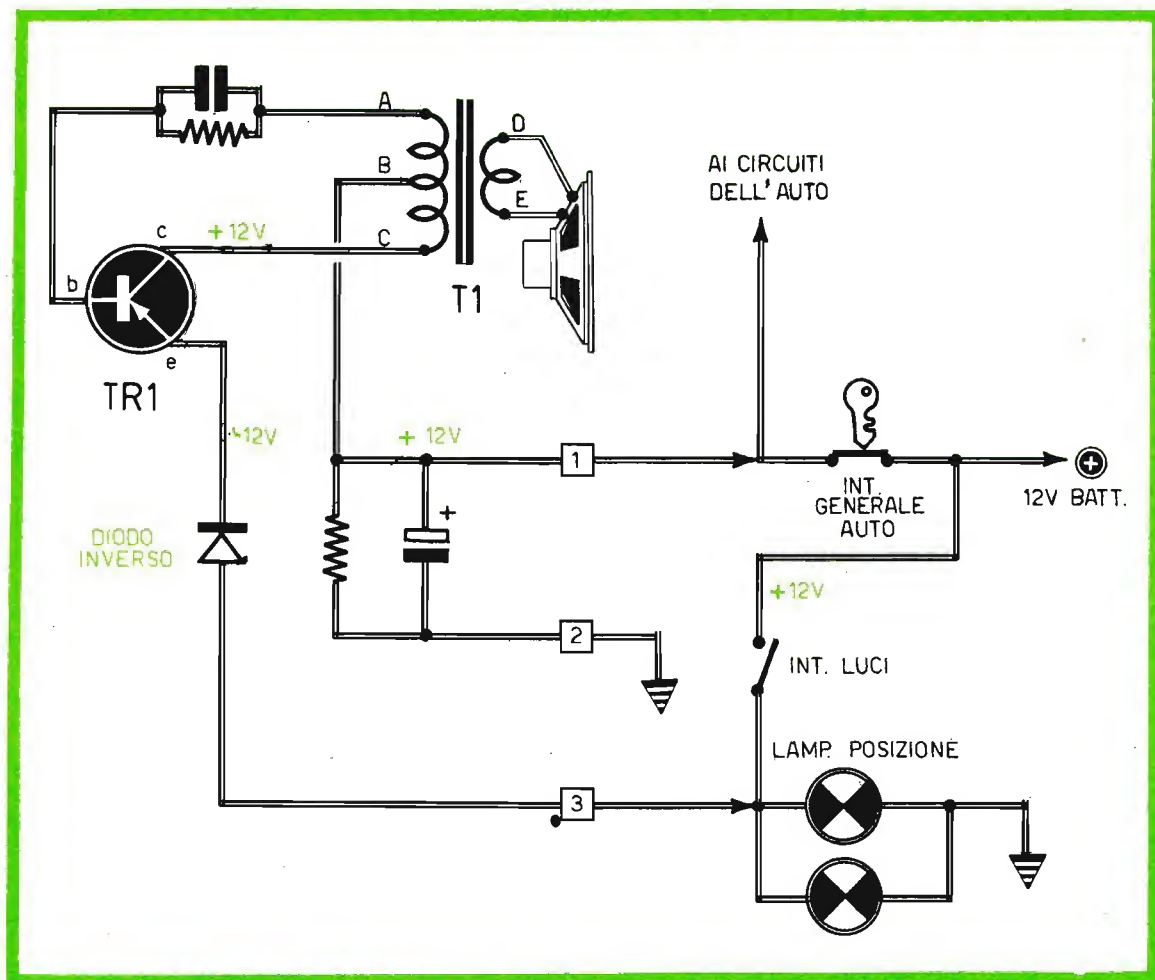 A
B
C
D
E
c
+12V
b
e
TR1
T1
AI CIRCUITI
DELL'AUTO
+12V
+ 12V
1
INT.
GENERALE
AUTO
12V BATT.
DIODO
INVERSO
+12V
2
INT. LUCI
LAMP. POSIZIONE
3
+
+